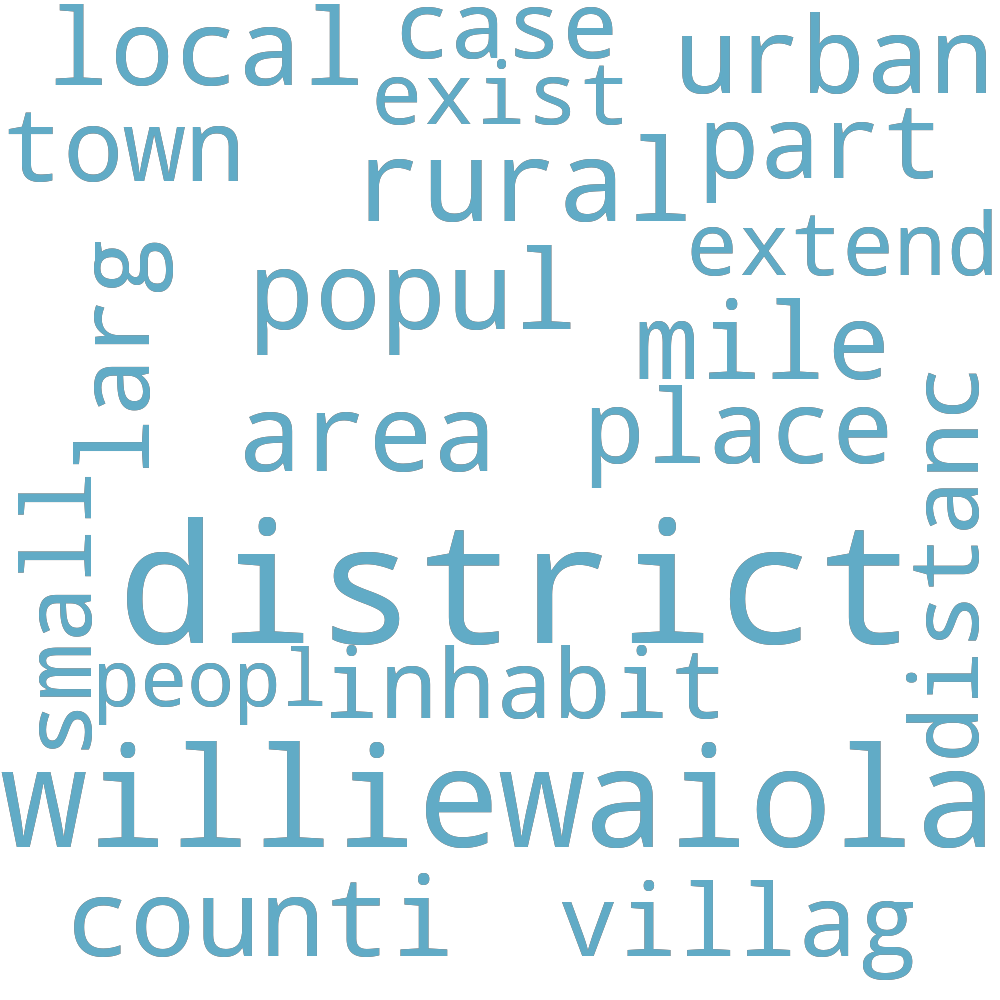 local
case
urban
exist
town
part
rural
extend
larg
popul
mile
distanc
area
place
small
district
peopl
inhabit
williewaiola
counti
villag